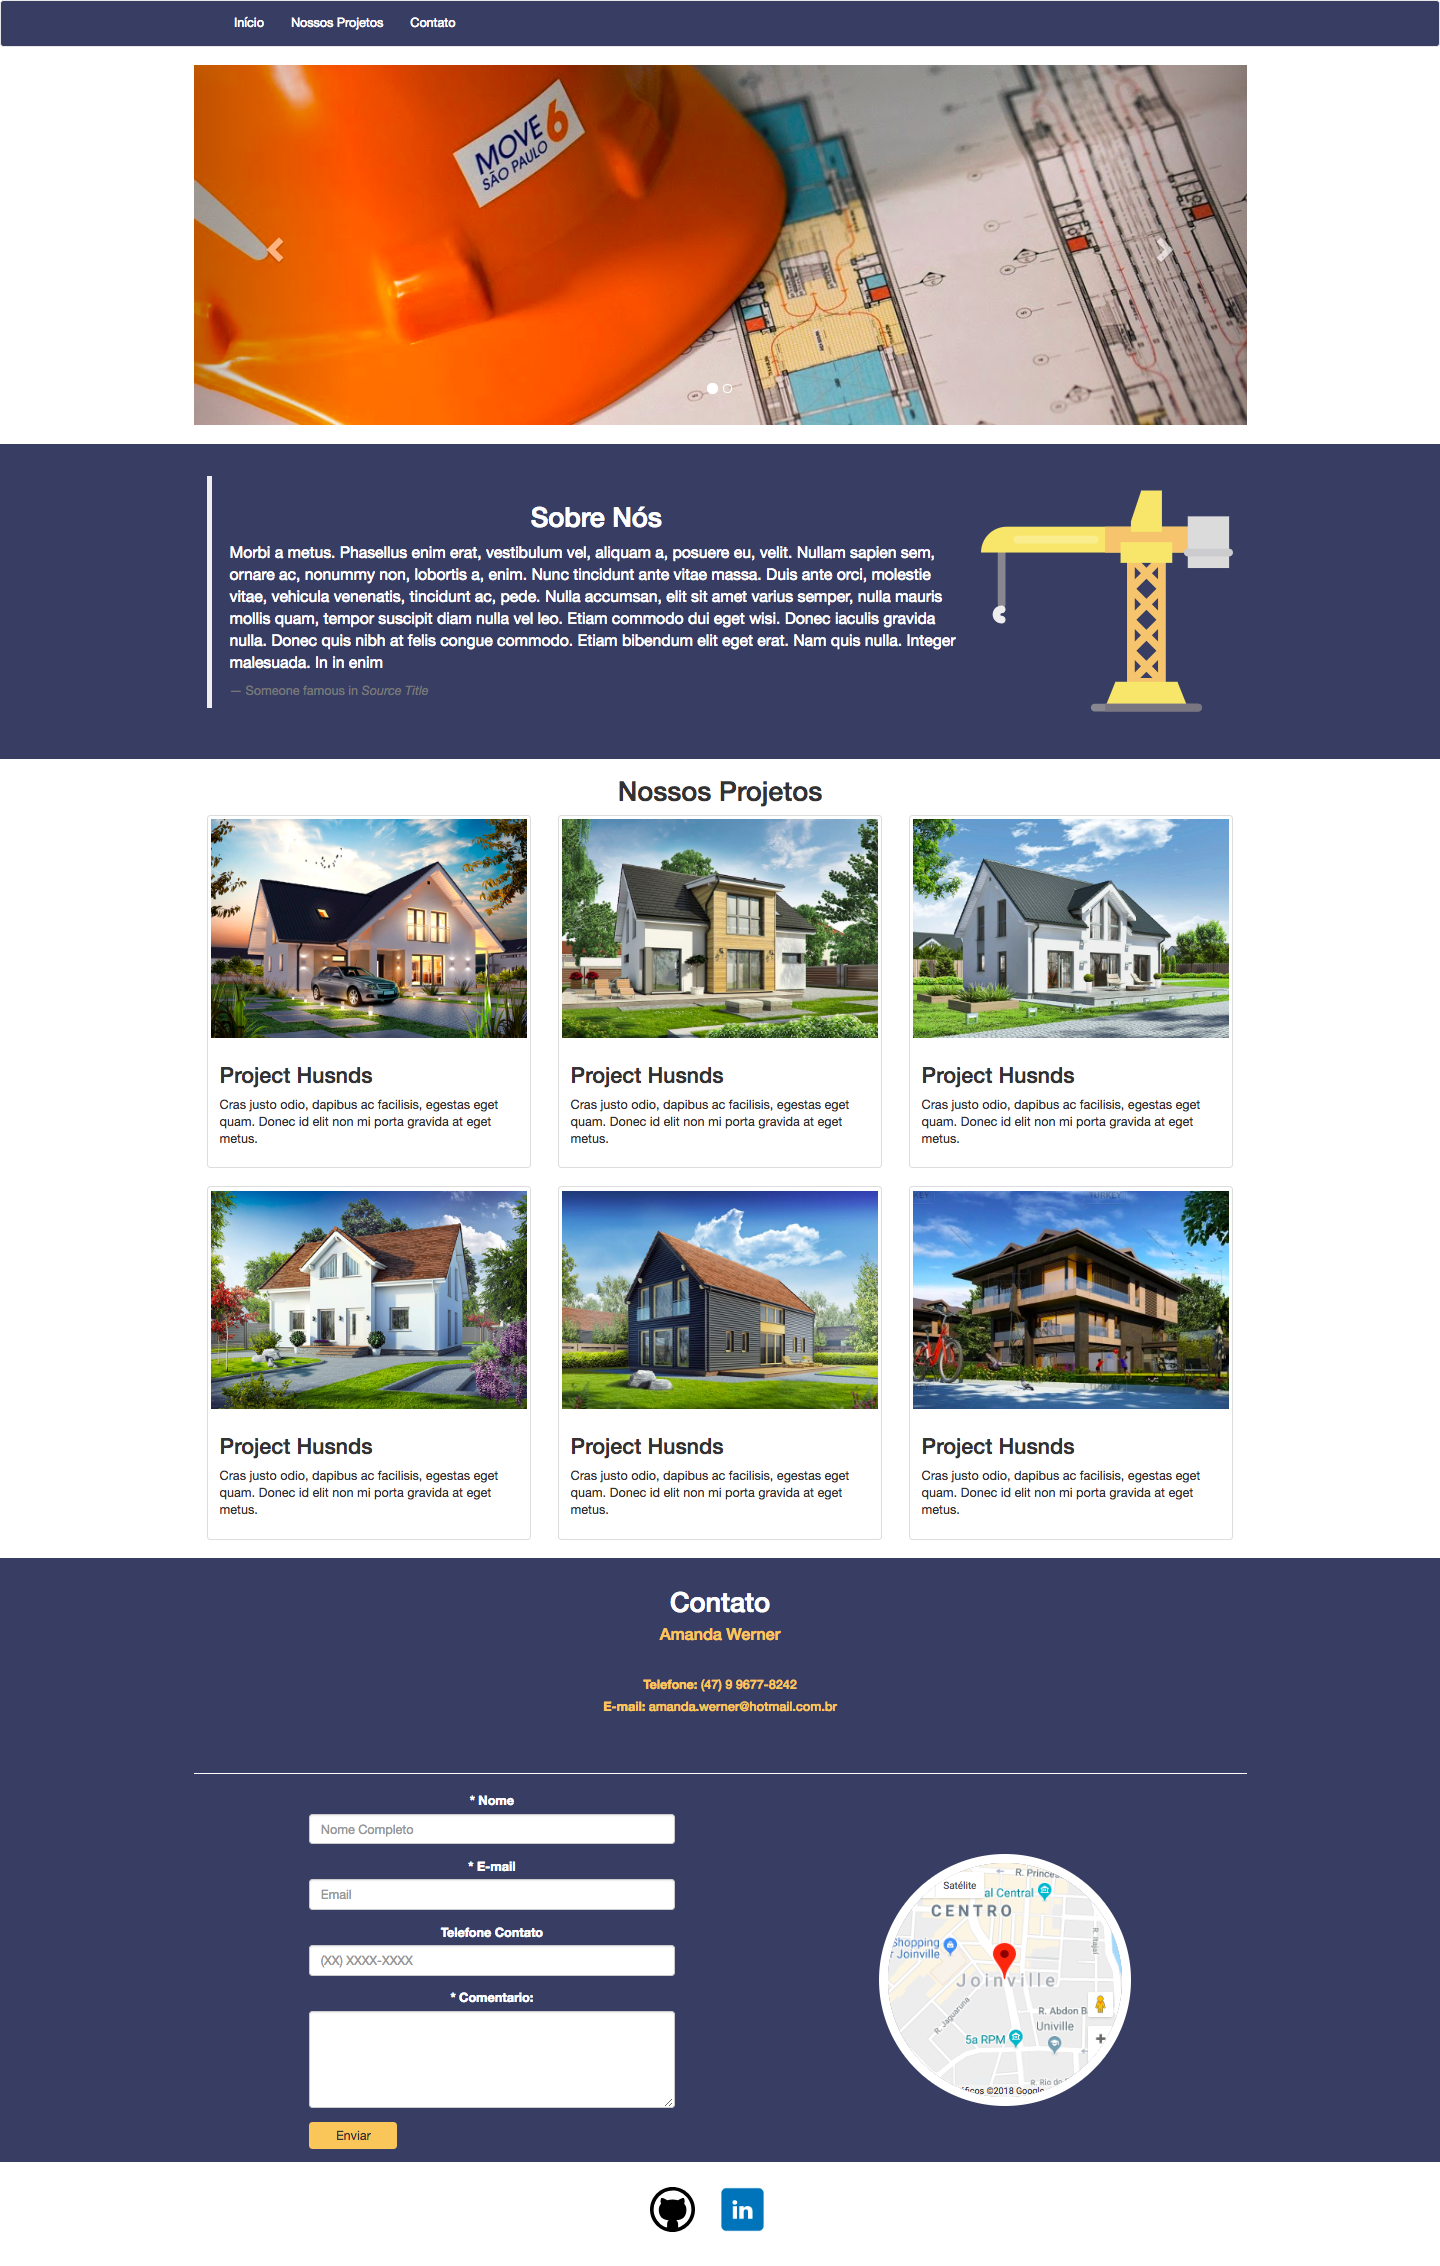 Início Nossos Projetos Contato
MOVE 6
SÃO PAULO
Sobre Nós
Morbi a metus. Phasellus enim erat, vestibulum vel, aliquam a, posuere eu, velit. Nullam sapien sem,
ornare ac, nonummy non, lobortis a, enim. Nunc tincidunt ante vitae massa. Duis ante orci, molestie
vitae, vehicula venenatis, tincidunt ac, pede. Nulla accumsan, elit sit amet varius semper, nulla mauris
mollis quam, tempor suscipit diam nulla vel leo. Etiam commodo dui eget wisi. Donec iaculis gravida
nulla. Donec quis nibh at felis congue commodo. Etiam bibendum elit eget erat. Nam quis nulla. Integer
malesuada. In in enim
— Someone famous in Source Title
Nossos Projetos
Project Husnds
Cras justo odio, dapibus ac facilisis, egestas eget
quam. Donec id elit non mi porta gravida at eget
metus.
Project Husnds
Cras justo odio, dapibus ac facilisis, egestas eget
quam. Donec id elit non mi porta gravida at eget
metus.
Project Husnds
Cras justo odio, dapibus ac facilisis, egestas eget
quam. Donec id elit non mi porta gravida at eget
metus.
KEY TURKEY
TURKEY
Project Husnds
Cras justo odio, dapibus ac facilisis, egestas eget
quam. Donec id elit non mi porta gravida at eget
metus.
Project Husnds
Cras justo odio, dapibus ac facilisis, egestas eget
quam. Donec id elit non mi porta gravida at eget
metus.
Project Husnds
Cras justo odio, dapibus ac facilisis, egestas eget
quam. Donec id elit non mi porta gravida at eget
metus.
Contato
Amanda Werner
Telefone: (47) 9 9677-8242
E-mail: amanda.werner@hotmail.com.br
* Nome
Nome Completo
* E-mail
Email
Telefone Contato
(XX) XXXX-XXXX
* Comentario:
Enviar
R. Princes
Satélite
al Central
CENTRO
R. Itajaí
Shopping
r Joinville
Joinville
R. Jaguaruna
R. Abdon B
Univille
5a RPM
+
R. Rio do
ficos ©2018 Google
in